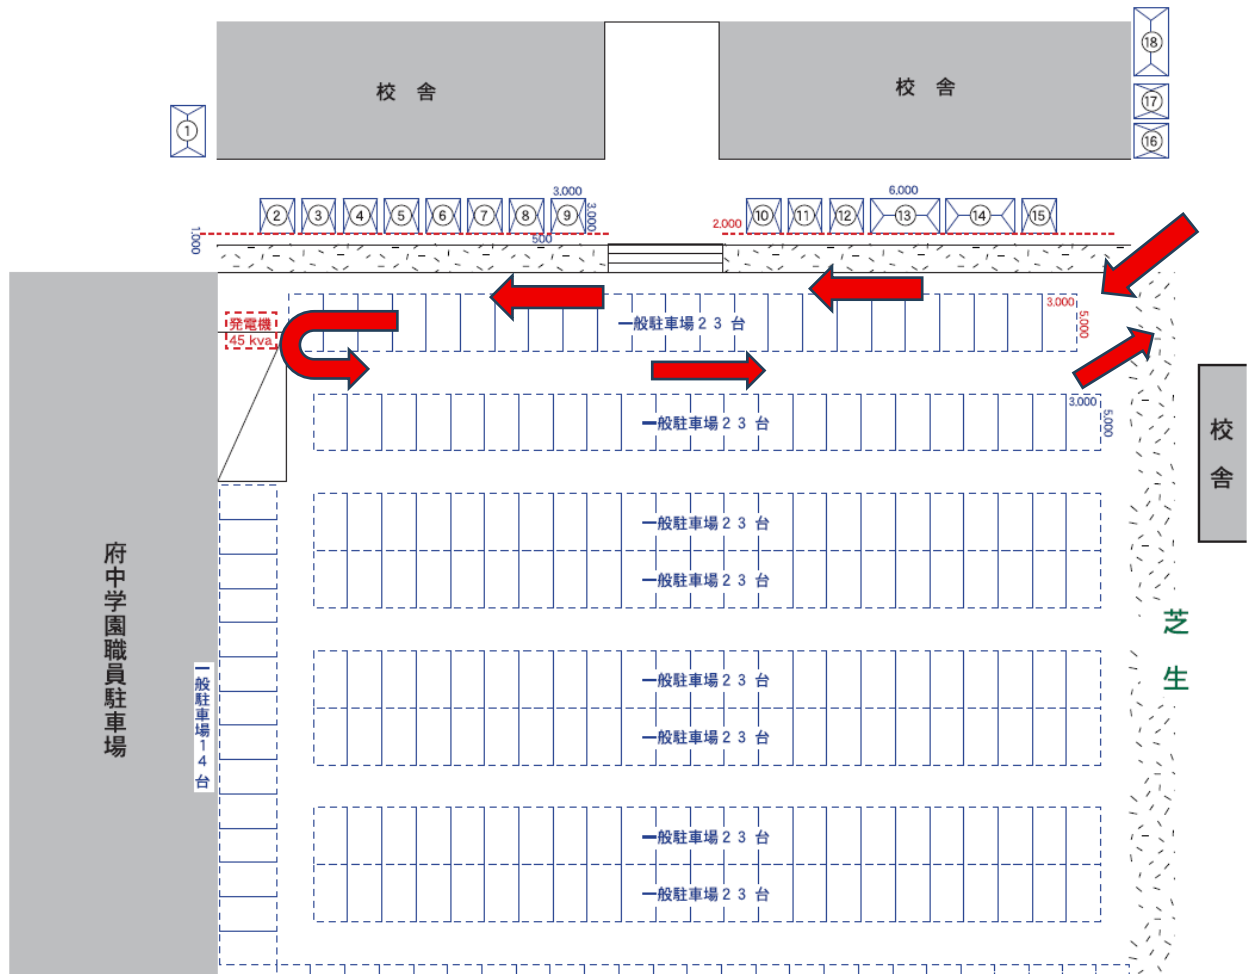 校 舎
校 舎
⑱
⑰
⑯
①
3,000
6,000
② ③ ④ ⑤ ⑥ ⑦ ⑧ ⑨
3,000
2,000
⑩ ⑪ ⑫ ⑬ ⑭ ⑮
1,000
500
発電機
45 kva
一般駐車場23台
3,000
5,000
一般駐車場23台
3,000
5,000
校舎
一般駐車場23台
一般駐車場23台
府中学園職員駐車場
芝生
一般駐車場14台
一般駐車場23台
一般駐車場23台
一般駐車場23台
一般駐車場23台